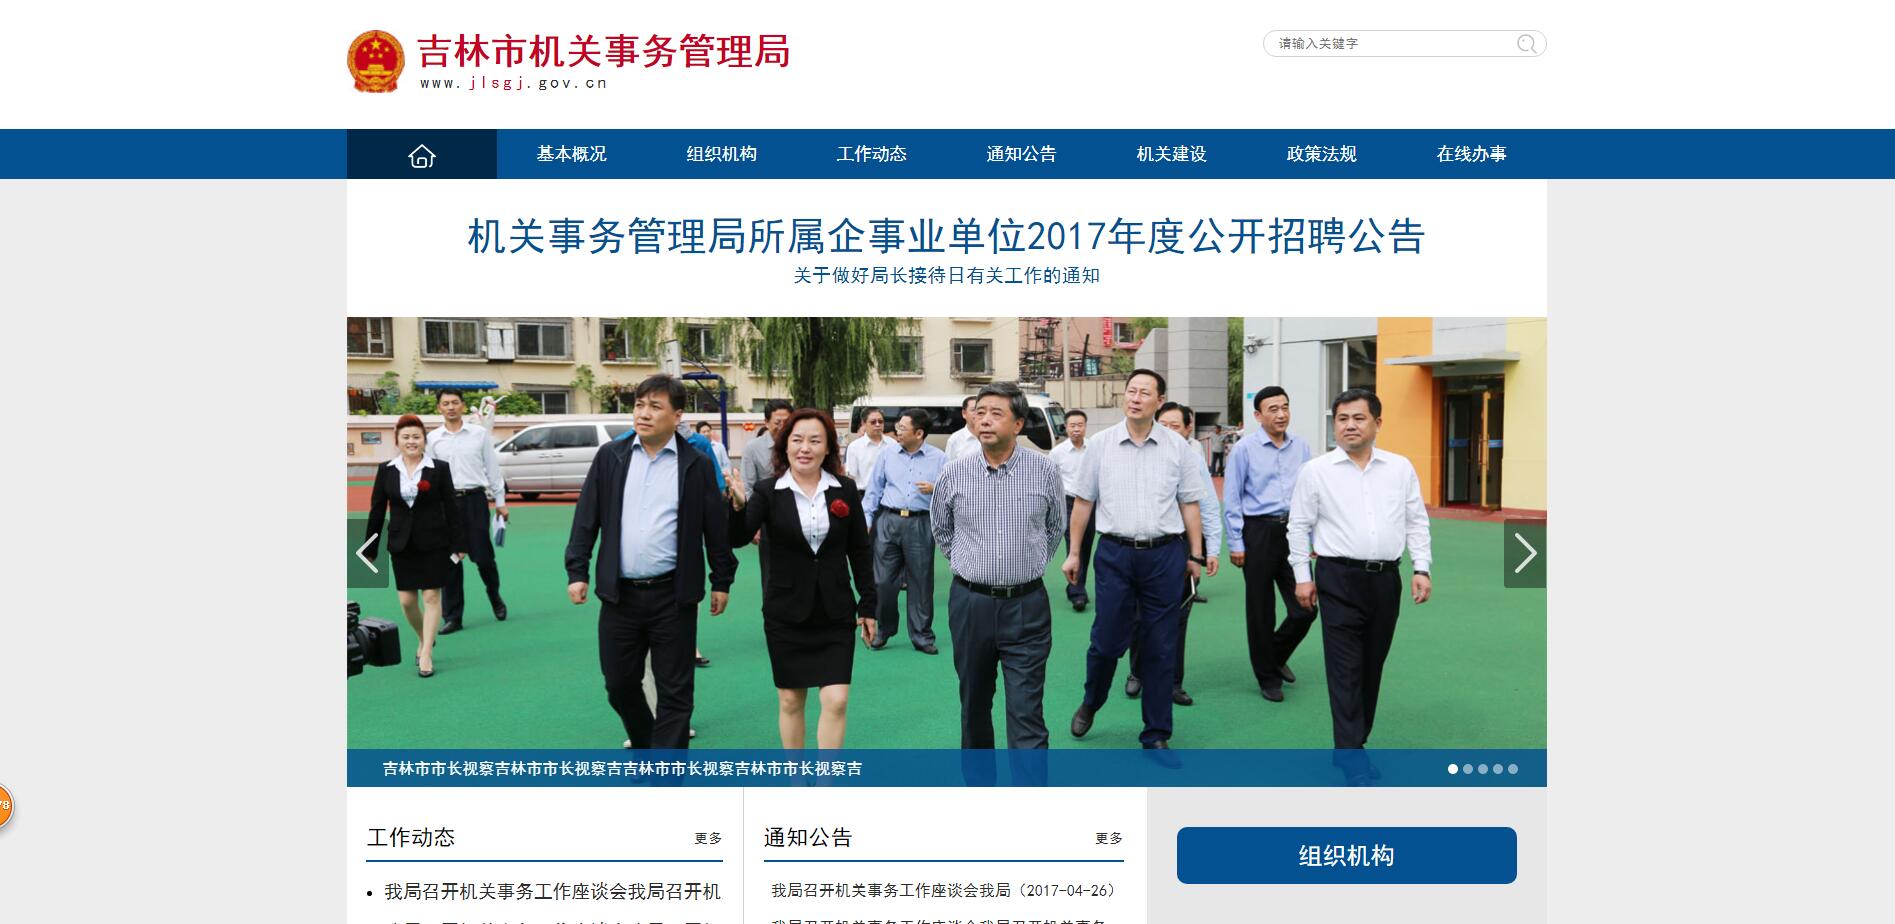 吉林市机关事务管理局
www.jlsgj.gov.cn
请输入关键字
基本概况
组织机构
工作动态
通知公告
机关建设
政策法规
在线办事
机关事务管理局所属企事业单位2017年度公开招聘公告
关于做好局长接待日有关工作的通知
吉林市市长视察吉林市市长视察吉吉林市市长视察吉林市市长视察吉
78
工作动态
更多
我局召开机关事务工作座谈会我局召开机
通知公告
更多
我局召开机关事务工作座谈会我局（2017-04-26）
组织机构